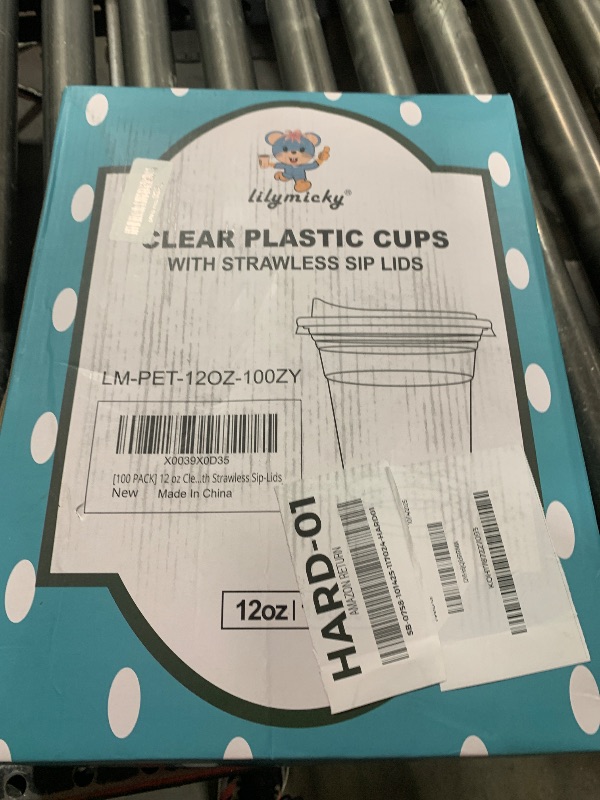 lilymicky®
CLEAR PLASTIC CUPS
WITH STRAWLESS SIP LIDS
LM-PET-12OZ-100ZY
X0039X0D35
[100 PACK] 12 oz Cle...th Strawless Sip-Lids
New Made In China
12oz
HARD-01
AMAZON RETURN